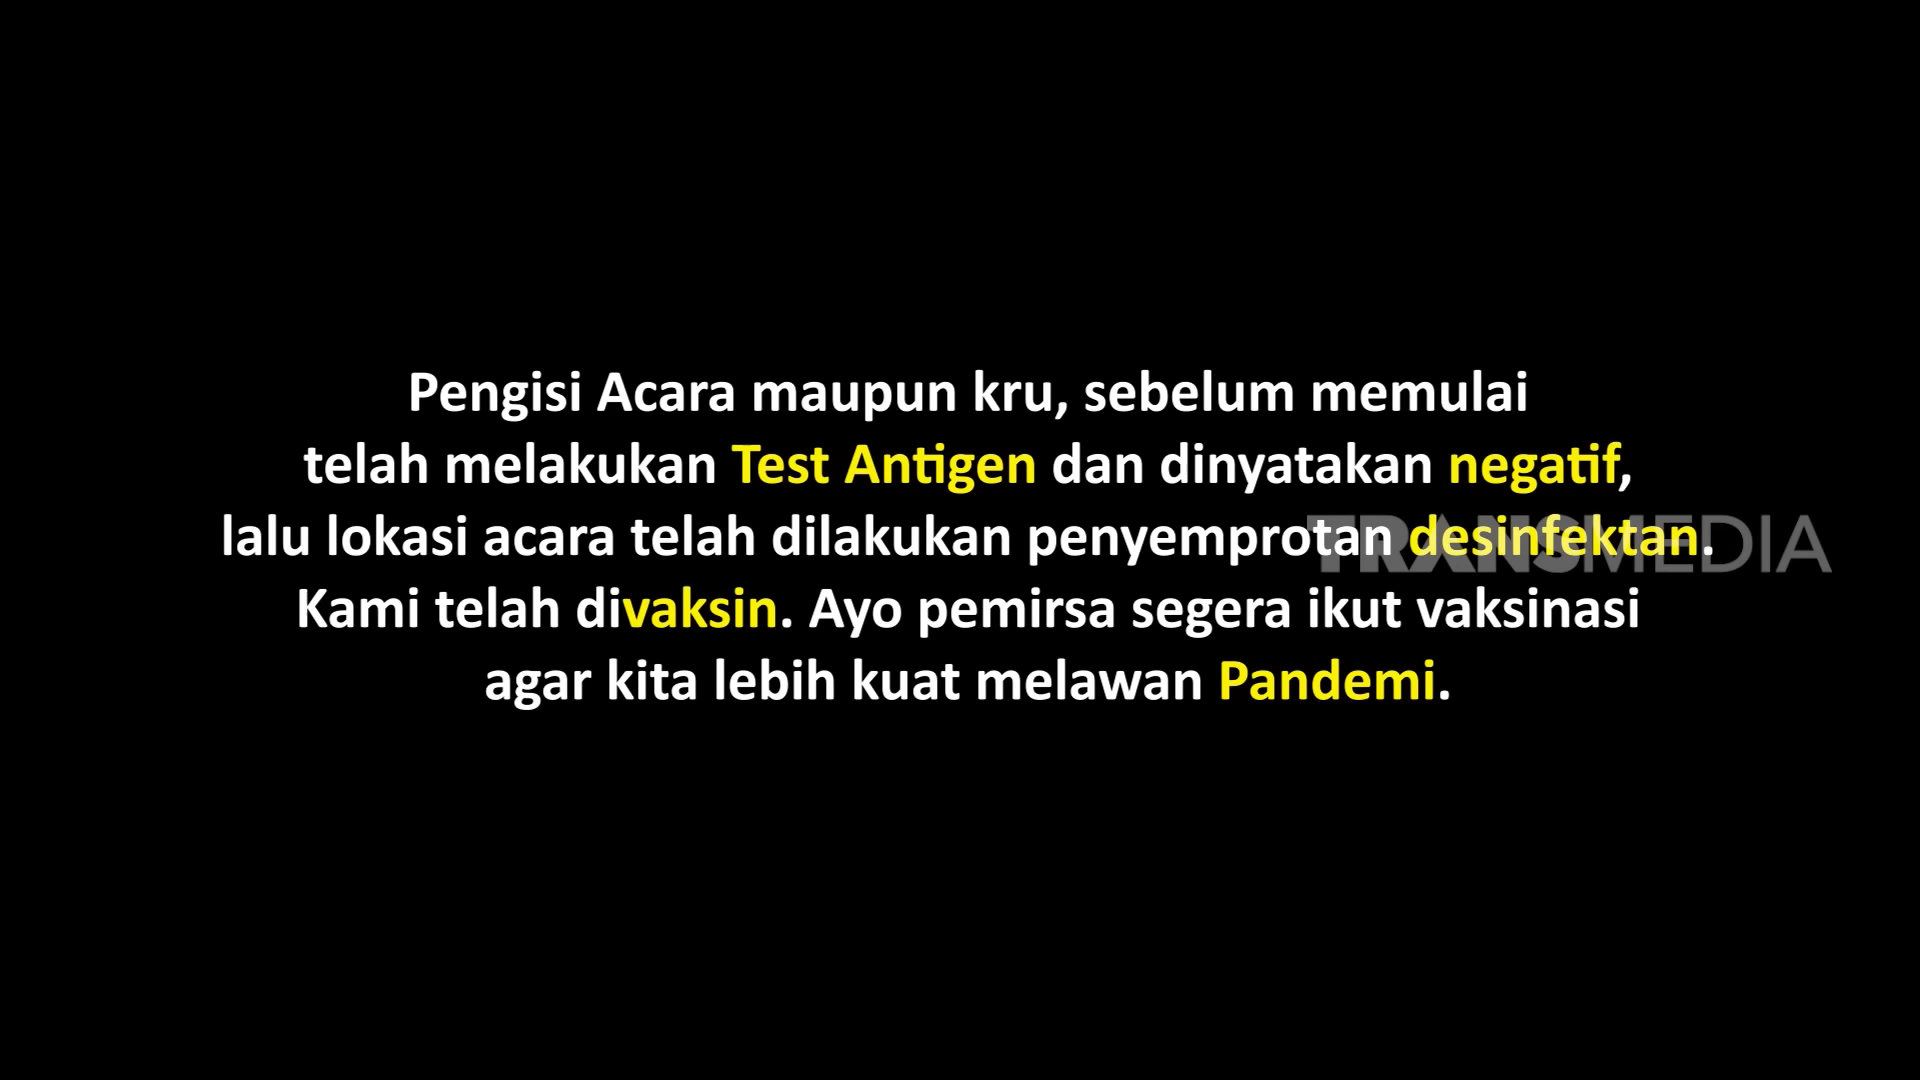 Pengisi Acara maupun kru, sebelum memulai
telah melakukan Test Antigen dan dinyatakan negatif,
lalu lokasi acara telah dilakukan penyemprotan desinfektan.
TRANSMEDIA
Kami telah divaksin. Ayo pemirsa segera ikut vaksinasi
agar kita lebih kuat melawan Pandemi.